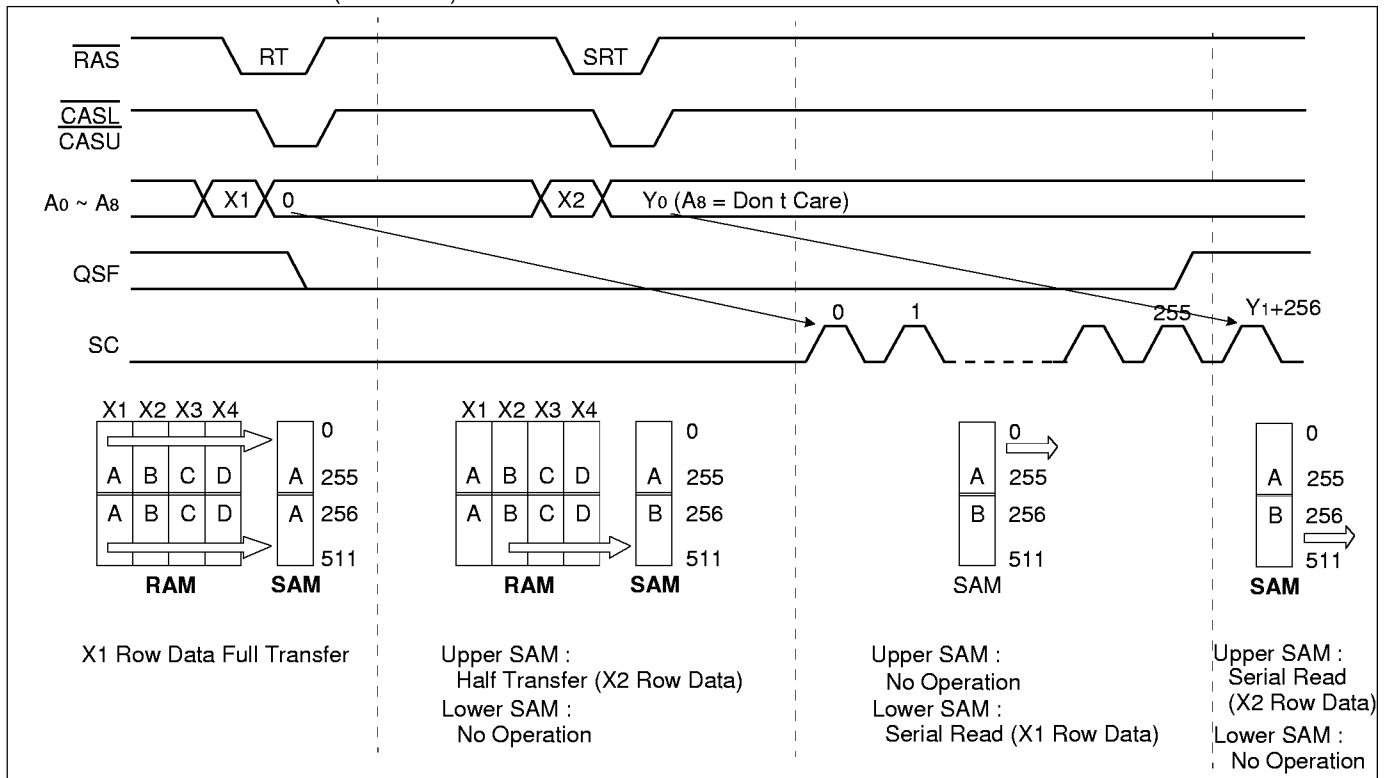 RAS
RT
SRT
CASL
CASU
A0 ~ A8
X1
0
X2
Y0 (A8 = Don t Care)
QSF
SC
0
1
255
Y1+256
X1 X2 X3 X4
0
A B C D
A
255
A B C D
A
256
511
RAM
SAM
X1 X2 X3 X4
0
A B C D
A
255
A B C D
B
256
511
RAM
SAM
0
A
255
B
256
511
SAM
0
A
255
B
256
511
SAM
X1 Row Data Full Transfer
Upper SAM :
Half Transfer (X2 Row Data)
Lower SAM :
No Operation
Upper SAM :
No Operation
Lower SAM :
Serial Read (X1 Row Data)
Upper SAM :
Serial Read
(X2 Row Data)
Lower SAM :
No Operation